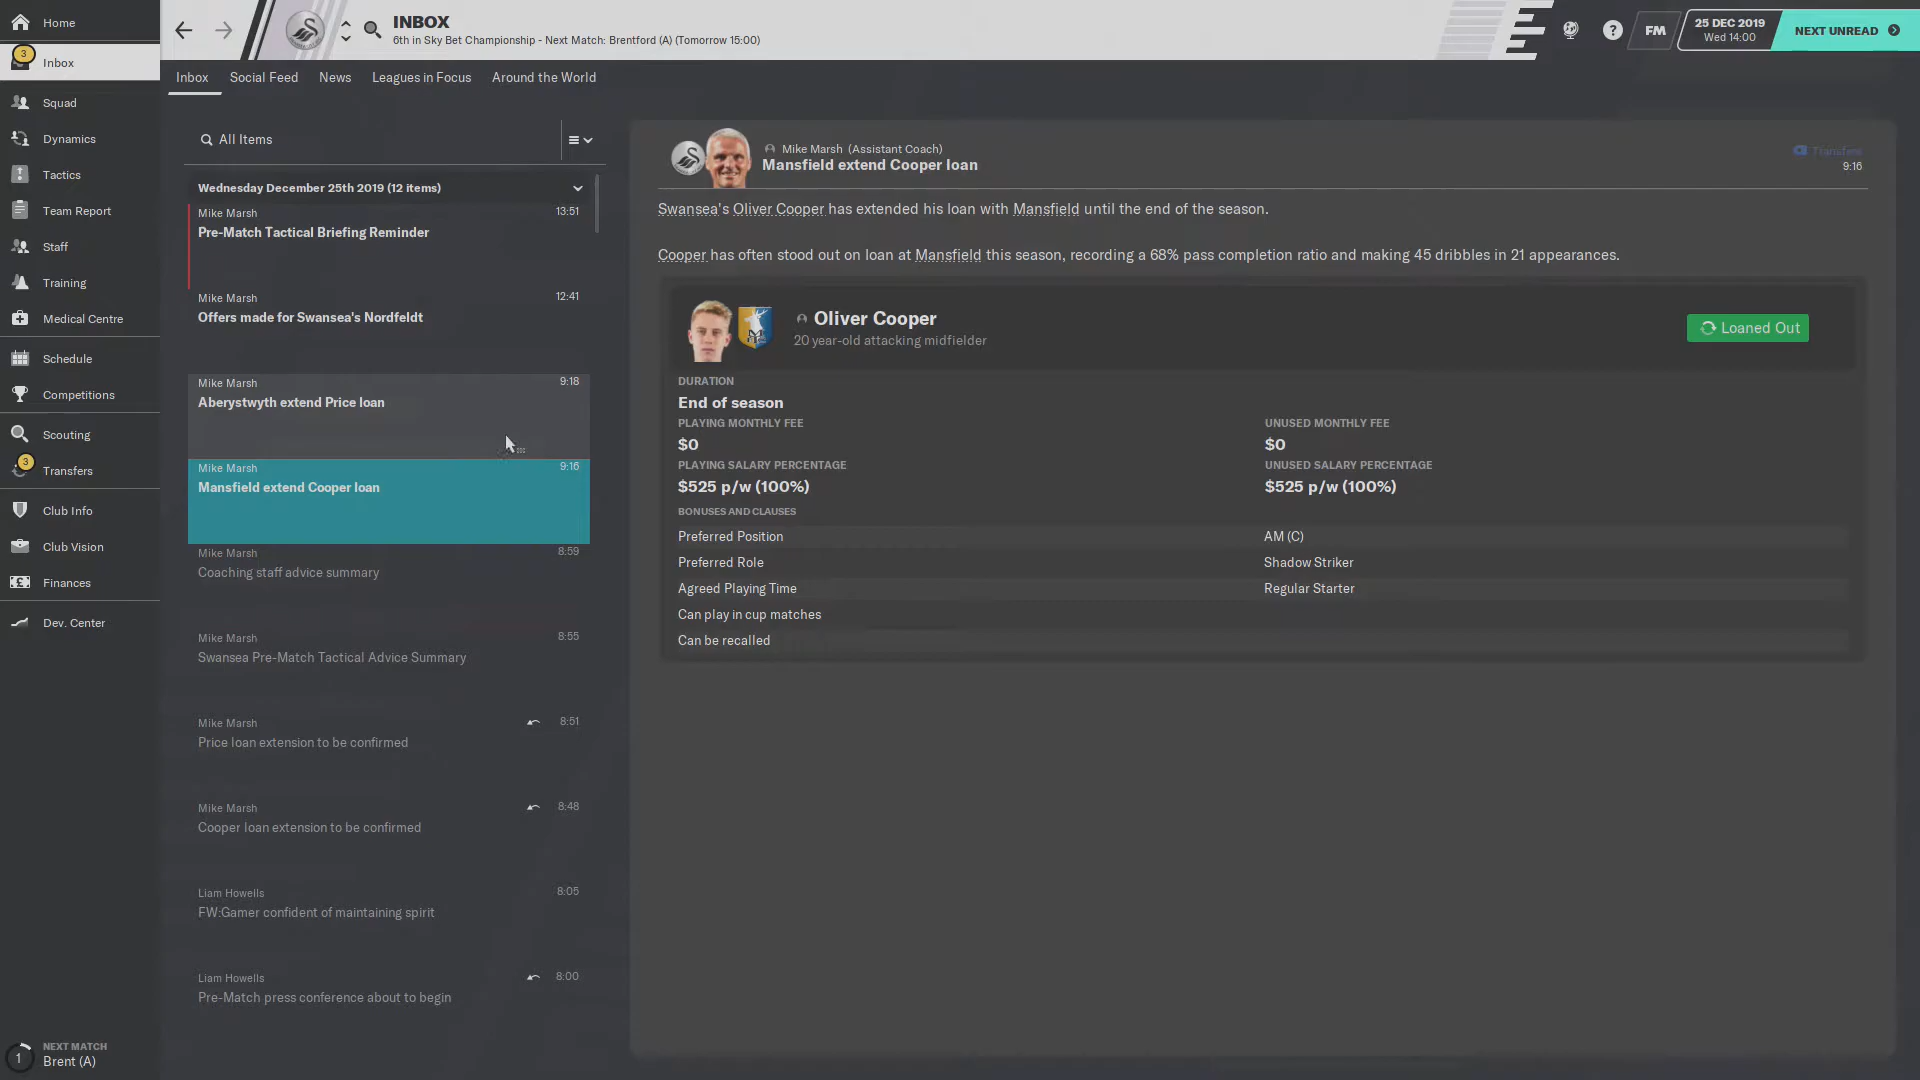 Home
3
Inbox
Squad
Dynamics
Tactics
Team Report
Staff
Training
Medical Centre
Schedule
Competitions
Scouting
3
Transfers
Club Info
Club Vision
Finances
Dev. Center
1
NEXT MATCH
Brent (A)
INBOX
6th in Sky Bet Championship - Next Match: Brentford (A) (Tomorrow 15:00)
?
FM
25 DEC 2019
Wed 14:00
NEXT UNREAD
Inbox
Social Feed
News
Leagues in Focus
Around the World
All Items
Wednesday December 25th 2019 (12 items)
Mike Marsh 13:51
Pre-Match Tactical Briefing Reminder
Mike Marsh 12:41
Offers made for Swansea's Nordfeldt
Mike Marsh 9:18
Aberystwyth extend Price loan
Mike Marsh 9:16
Mansfield extend Cooper loan
Mike Marsh 8:59
Coaching staff advice summary
Mike Marsh 8:55
Swansea Pre-Match Tactical Advice Summary
Mike Marsh 8:51
Price loan extension to be confirmed
Mike Marsh 8:48
Cooper loan extension to be confirmed
Liam Howells 8:05
FW:Gamer confident of maintaining spirit
Liam Howells 8:00
Pre-Match press conference about to begin
Mike Marsh (Assistant Coach)
Mansfield extend Cooper loan
Transfers
9:16
Swansea's Oliver Cooper has extended his loan with Mansfield until the end of the season.
Cooper has often stood out on loan at Mansfield this season, recording a 68% pass completion ratio and making 45 dribbles in 21 appearances.
Oliver Cooper
20 year-old attacking midfielder
Loaned Out
DURATION
End of season
PLAYING MONTHLY FEE UNUSED MONTHLY FEE
$0 $0
PLAYING SALARY PERCENTAGE UNUSED SALARY PERCENTAGE
$525 p/w (100%) $525 p/w (100%)
BONUSES AND CLAUSES
Preferred Position AM (C)
Preferred Role Shadow Striker
Agreed Playing Time Regular Starter
Can play in cup matches
Can be recalled